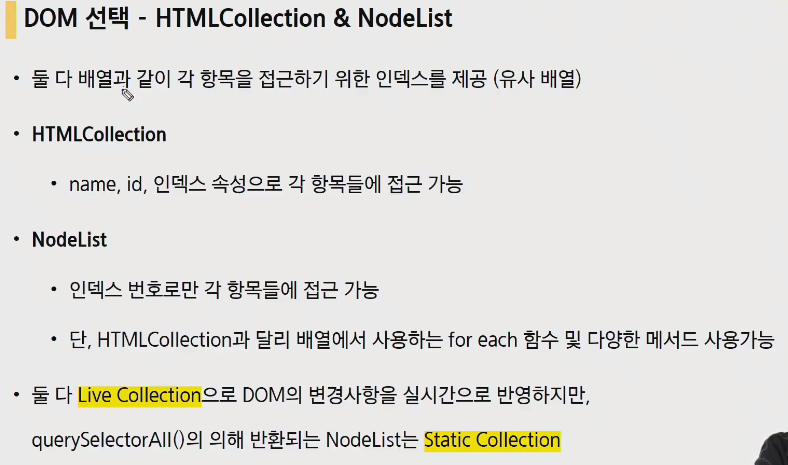 DOM 선택 - HTMLCollection & NodeList
• 둘 다 배열과 같이 각 항목을 접근하기 위한 인덱스를 제공 (유사 배열)
• HTMLCollection
• name, id, 인덱스 속성으로 각 항목들에 접근 가능
• NodeList
• 인덱스 번호로만 각 항목들에 접근 가능
• 단, HTMLCollection과 달리 배열에서 사용하는 for each 함수 및 다양한 메서드 사용가능
• 둘 다 Live Collection으로 DOM의 변경사항을 실시간으로 반영하지만,
querySelectorAll()의 의해 반환되는 NodeList는 Static Collection